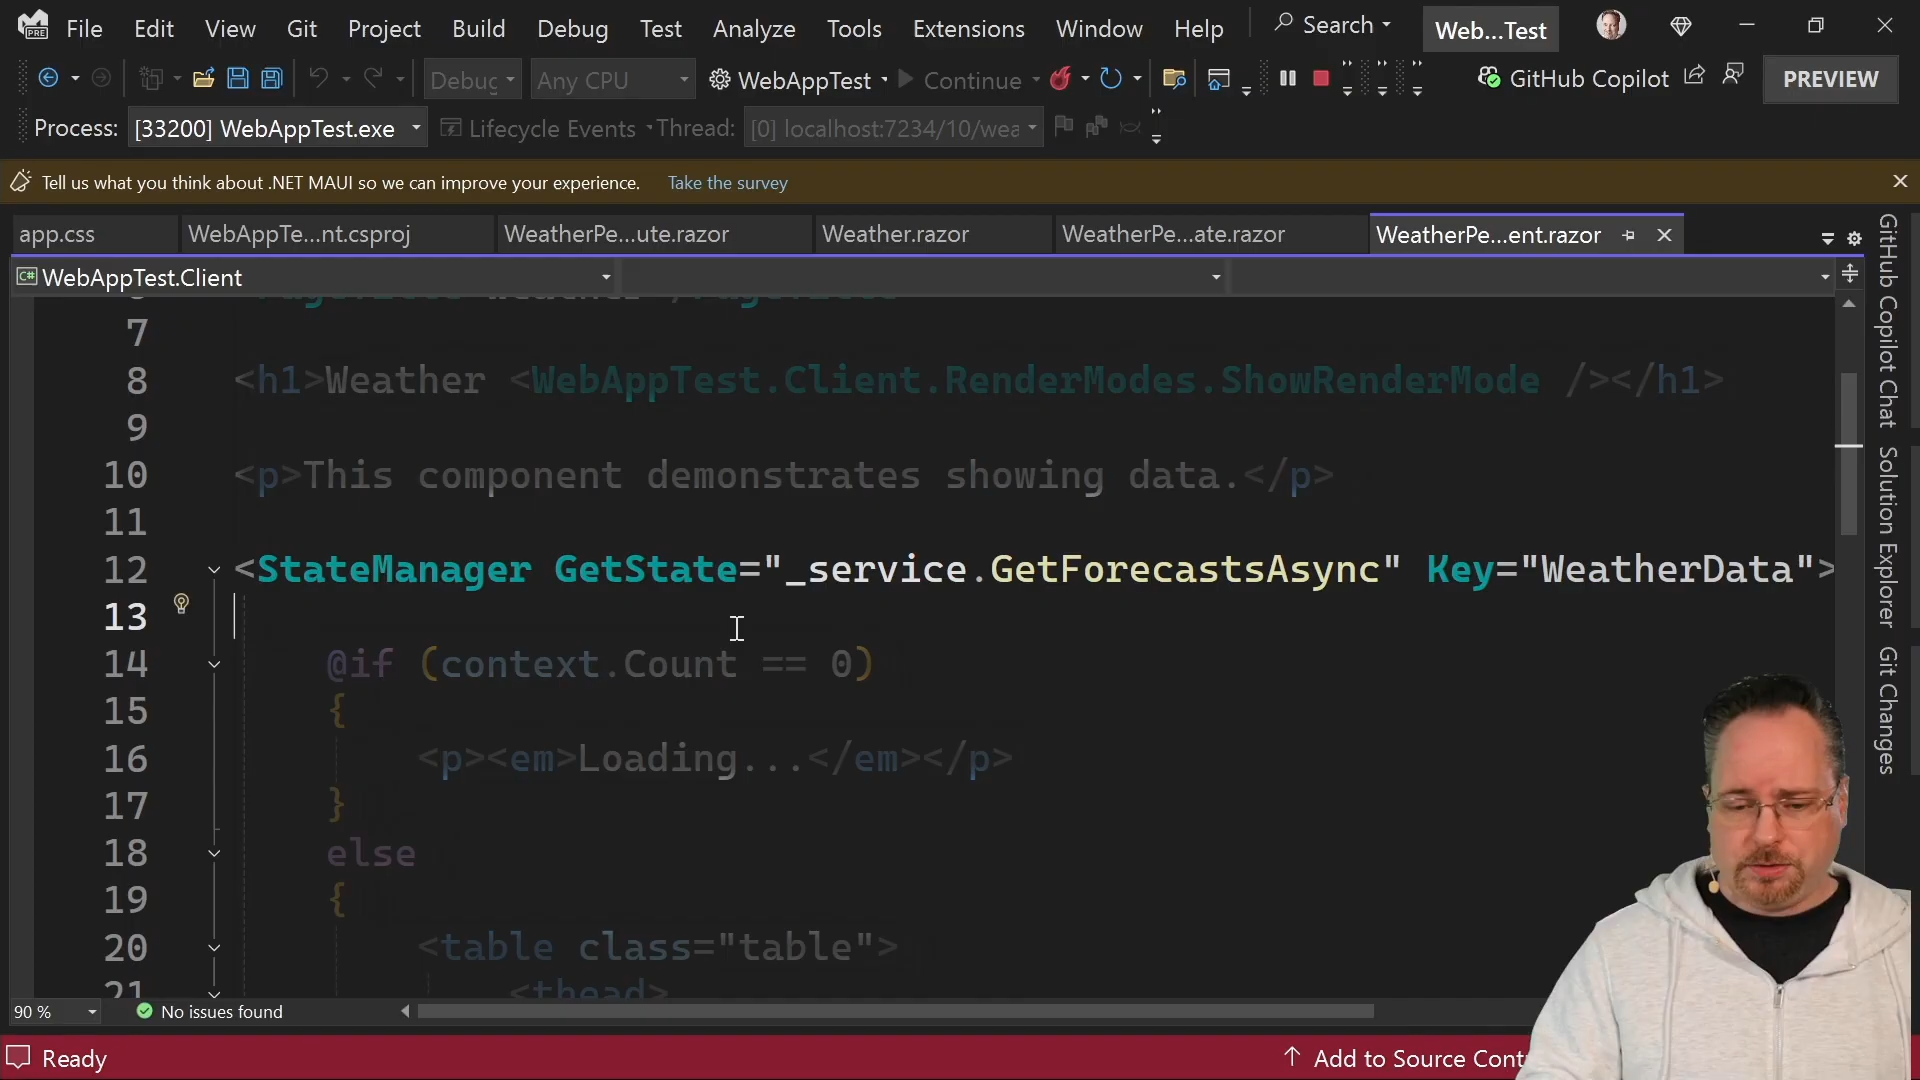 PRE File Edit View Git Project Build Debug Test Analyze Tools Extensions Window Help Search Web...Test
Debug Any CPU WebAppTest Continue GitHub Copilot PREVIEW
Process: [33200] WebAppTest.exe Lifecycle Events Thread: [0] localhost:7234/10/wea
Tell us what you think about .NET MAUI so we can improve your experience. Take the survey
app.css WebAppTe...nt.csproj WeatherPe...ute.razor Weather.razor WeatherPe...ate.razor WeatherPe...ent.razor
C# WebAppTest.Client
7
8 <h1>Weather <WebAppTest.Client.RenderModes.ShowRenderMode /></h1>
9
10 <p>This component demonstrates showing data.</p>
11
12 <StateManager GetState="_service.GetForecastsAsync" Key="WeatherData">
13
14 @if (context.Count == 0)
15 {
16 <p><em>Loading...</em></p>
17 }
18 else
19 {
20 <table class="table">
21 <thead>
90 % No issues found
Ready Add to Source Cont
GitHub Copilot Chat
Solution Explorer
Git Changes